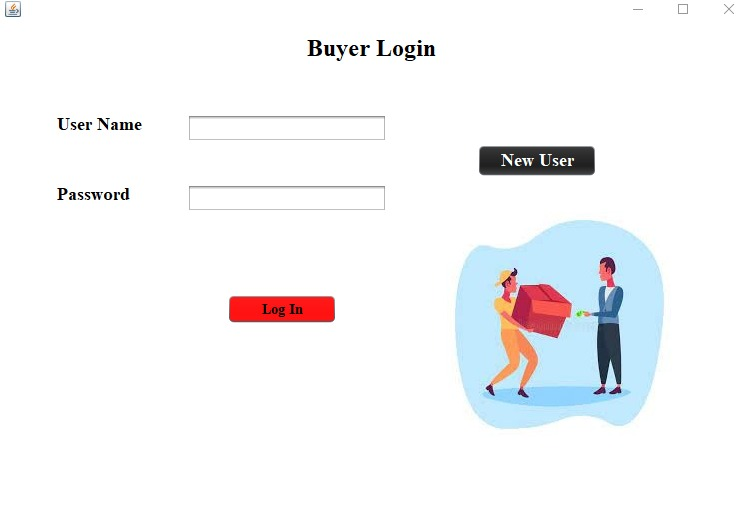 Buyer Login
User Name
New User
Password
Log In